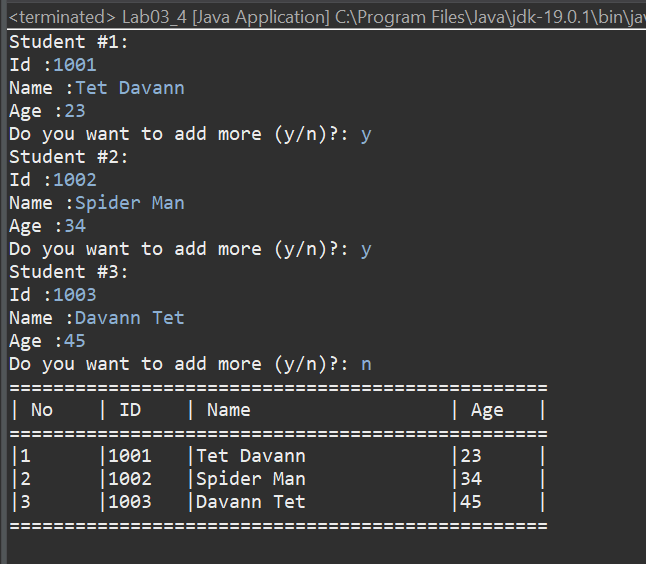 <terminated> Lab03_4 [Java Application] C:\Program Files\Java\jdk-19.0.1\bin\jav
Student #1:
Id :1001
Name :Tet Davann
Age :23
Do you want to add more (y/n)?: y
Student #2:
Id :1002
Name :Spider Man
Age :34
Do you want to add more (y/n)?: y
Student #3:
Id :1003
Name :Davann Tet
Age :45
Do you want to add more (y/n)?: n
=================================================
| No    | ID    | Name                  | Age   |
=================================================
|1      |1001   |Tet Davann             |23     |
|2      |1002   |Spider Man             |34     |
|3      |1003   |Davann Tet             |45     |
=================================================